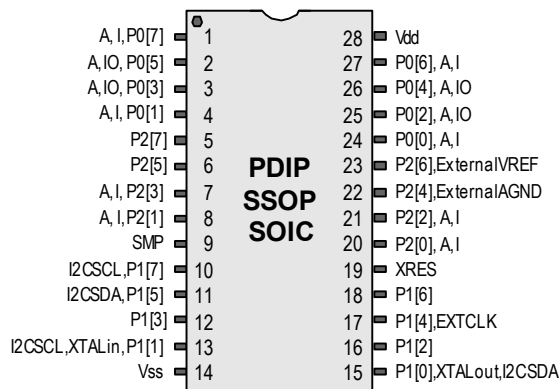 A, I, P0[7] 1 28 Vdd
A, IO, P0[5] 2 27 P0[6], A, I
A, IO, P0[3] 3 26 P0[4], A, IO
A, I, P0[1] 4 25 P0[2], A, IO
P2[7] 5 24 P0[0], A, I
P2[5] 6 PDIP 23 P2[6], External VREF
A, I, P2[3] 7 SSOP 22 P2[4], External AGND
A, I, P2[1] 8 SOIC 21 P2[2], A, I
SMP 9 20 P2[0], A, I
I2CSCL, P1[7] 10 19 XRES
I2CSDA, P1[5] 11 18 P1[6]
P1[3] 12 17 P1[4], EXTCLK
I2CSCL, XTALin, P1[1] 13 16 P1[2]
Vss 14 15 P1[0], XTALout, I2CSDA